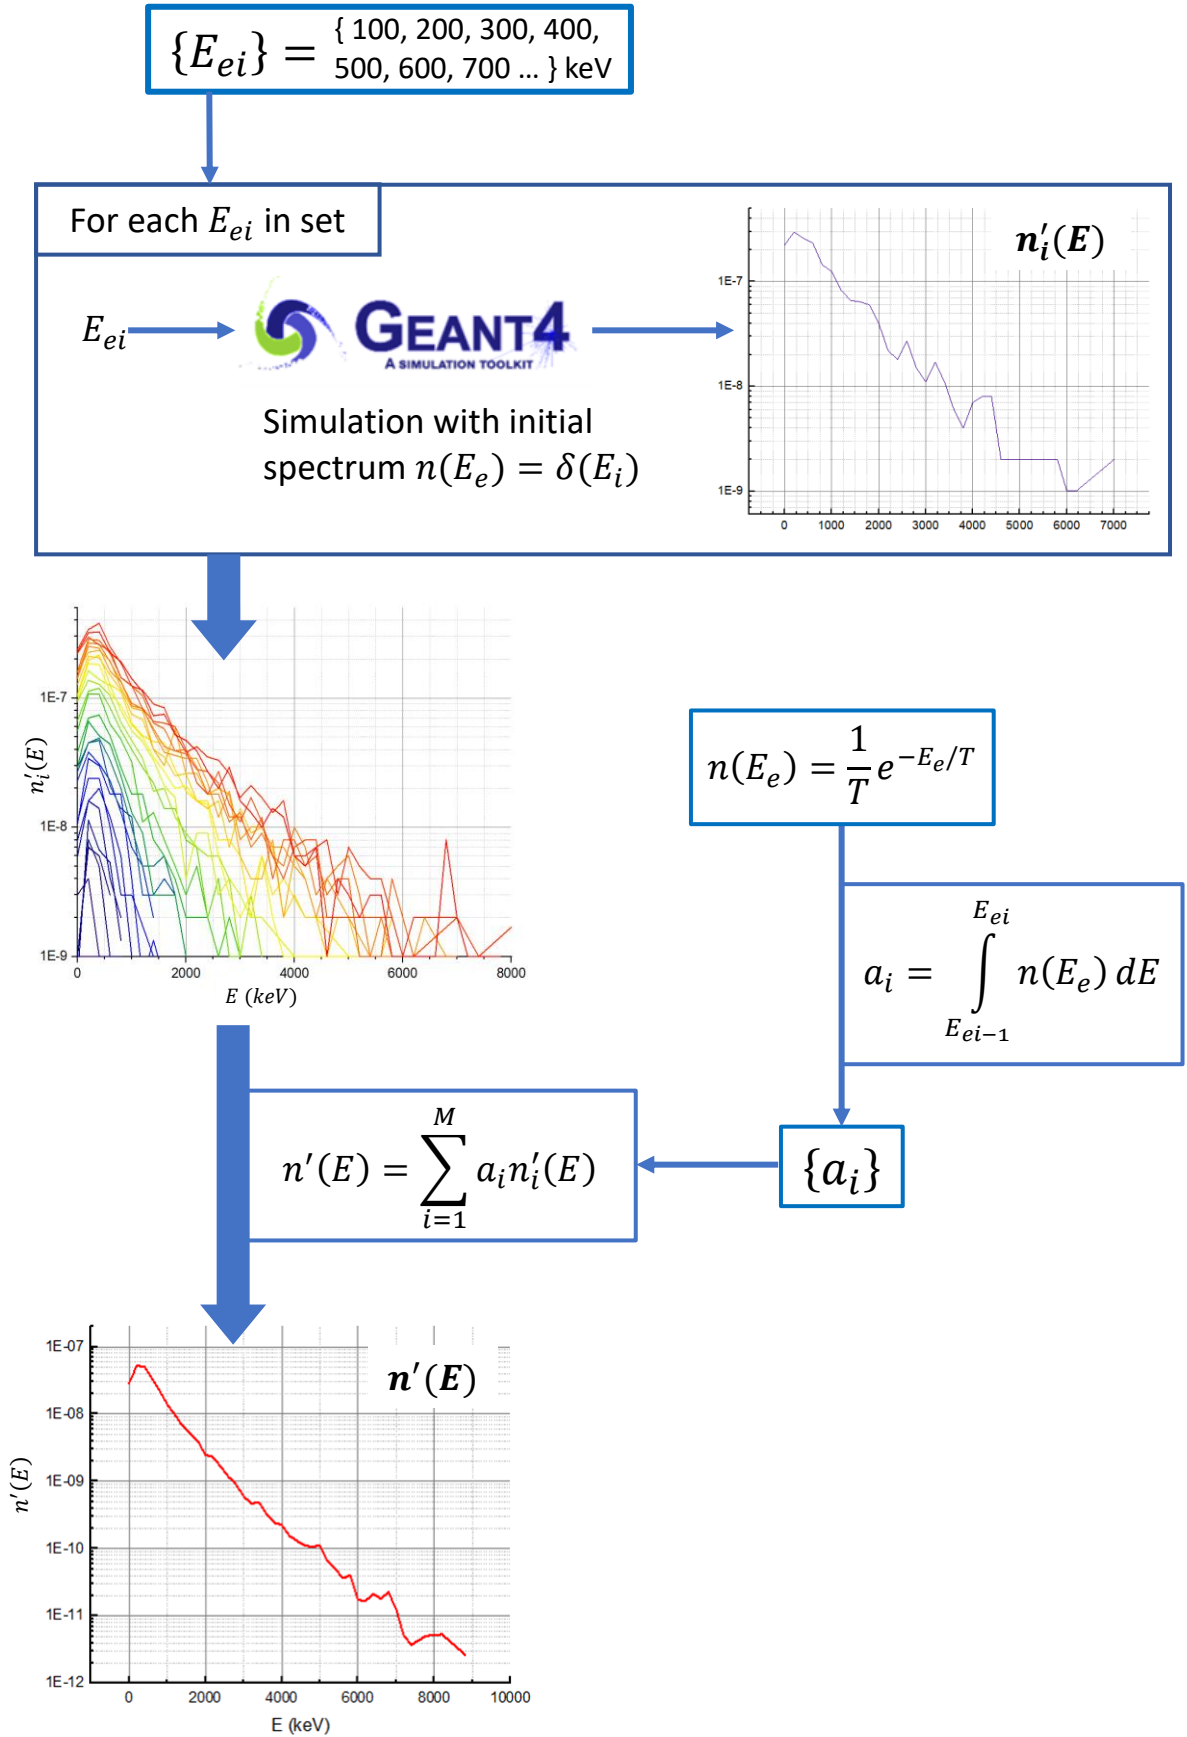 {E_ei} = { 100, 200, 300, 400,
500, 600, 700 … } keV
For each E_ei in set
E_ei
GEANT4
A SIMULATION TOOLKIT
Simulation with initial
spectrum n(E_e) = δ(E_i)
n′_i(E)
1E-7
1E-8
1E-9
0 1000 2000 3000 4000 5000 6000 7000
n′_i(E)
1E-7
1E-8
1E-9
0 2000 4000 6000 8000
E (keV)
n(E_e) = 1/T e^{−E_e/T}
a_i = ∫_{E_{ei−1}}^{E_{ei}} n(E_e) dE
{a_i}
n′(E) = ∑_{i=1}^{M} a_i n′_i(E)
n′(E)
n′(E)
1E-07
1E-08
1E-09
1E-10
1E-11
1E-12
0 2000 4000 6000 8000 10000
E (keV)